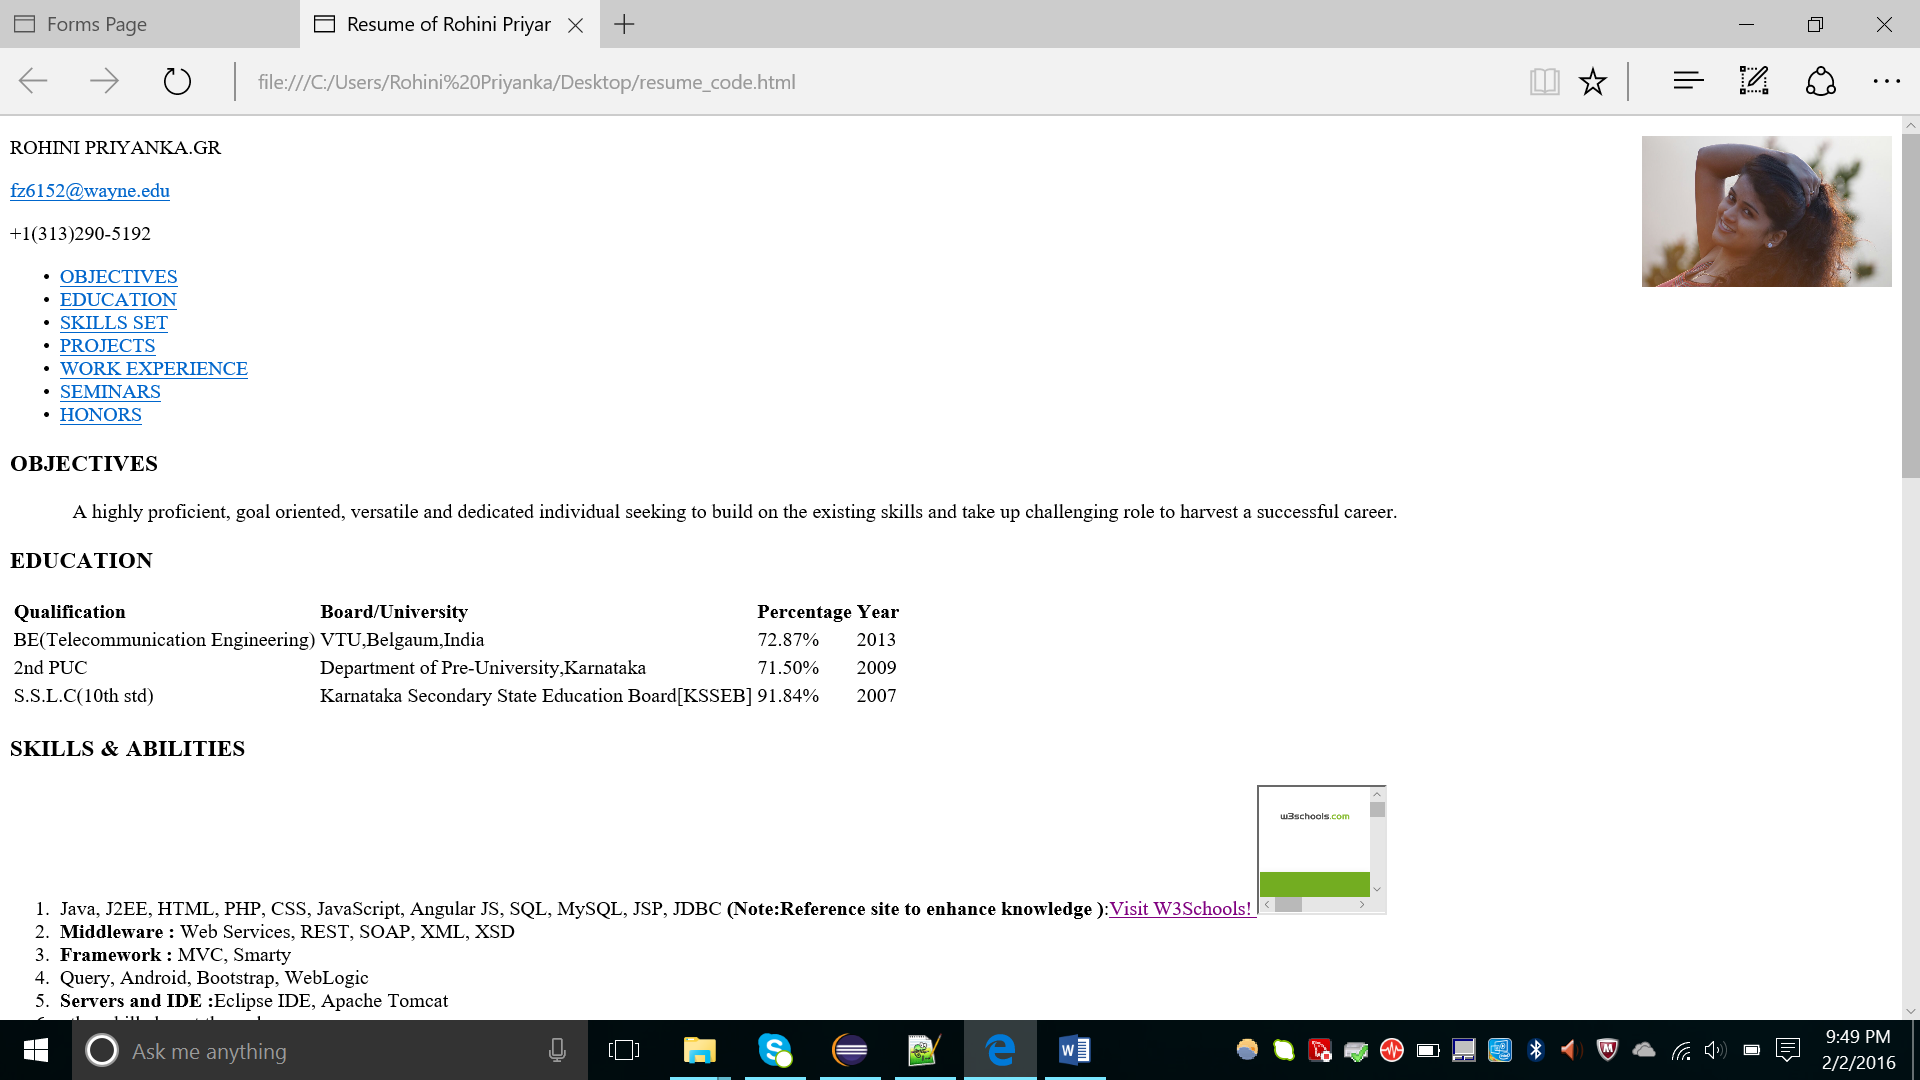 Forms Page
Resume of Rohini Priyar
file:///C:/Users/Rohini%20Priyanka/Desktop/resume_code.html
ROHINI PRIYANKA.GR
fz6152@wayne.edu
+1(313)290-5192
• OBJECTIVES
• EDUCATION
• SKILLS SET
• PROJECTS
• WORK EXPERIENCE
• SEMINARS
• HONORS
OBJECTIVES
A highly proficient, goal oriented, versatile and dedicated individual seeking to build on the existing skills and take up challenging role to harvest a successful career.
EDUCATION
Qualification Board/University Percentage Year
BE(Telecommunication Engineering) VTU,Belgaum,India 72.87% 2013
2nd PUC Department of Pre-University,Karnataka 71.50% 2009
S.S.L.C(10th std) Karnataka Secondary State Education Board[KSSEB] 91.84% 2007
SKILLS & ABILITIES
w3schools.com
1. Java, J2EE, HTML, PHP, CSS, JavaScript, Angular JS, SQL, MySQL, JSP, JDBC (Note:Reference site to enhance knowledge ):Visit W3Schools!
2. Middleware : Web Services, REST, SOAP, XML, XSD
3. Framework : MVC, Smarty
4. Query, Android, Bootstrap, WebLogic
5. Servers and IDE :Eclipse IDE, Apache Tomcat
Ask me anything
9:49 PM
2/2/2016